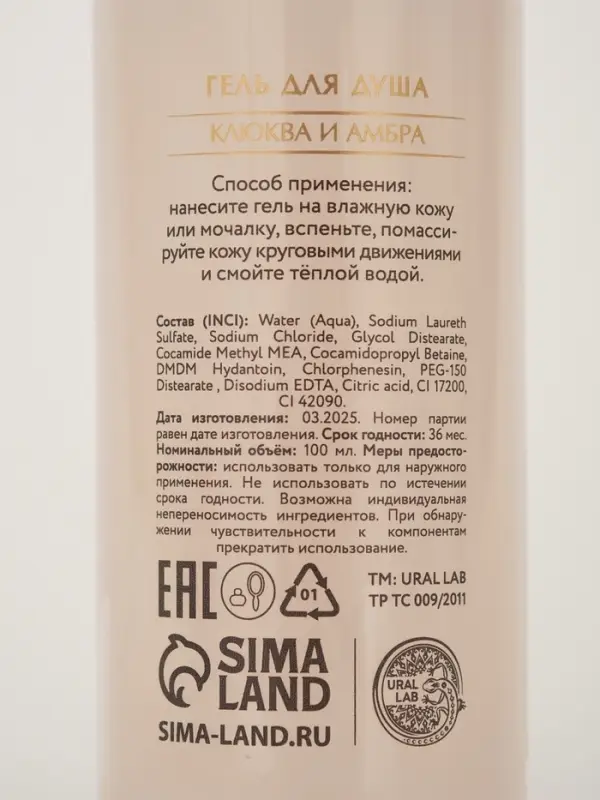 ГЕЛЬ ДЛЯ ДУША
КЛЮКВА И АМБРА
Способ применения:
нанесите гель на влажную кожу
или мочалку, вспеньте, помасси-
руйте кожу круговыми движениями
и смойте тёплой водой.
Состав (INCI): Water (Aqua), Sodium Laureth
Sulfate, Sodium Chloride, Glycol Distearate,
Cocamide Methyl MEA, Cocamidopropyl Betaine,
DMDM Hydantoin, Chlorphenesin, PEG-150
Distearate , Disodium EDTA, Citric acid, CI 17200,
CI 42090.
Дата изготовления: 03.2025. Номер партии
равен дате изготовления. Срок годности: 36 мес.
Номинальный объём: 100 мл. Меры предосто-
рожности: использовать только для наружного
применения. Не использовать по истечении
срока годности. Возможна индивидуальная
непереносимость ингредиентов. При обнару-
жении чувствительности к компонентам
прекратить использование.
EAC
01
ТМ: URAL LAB
ТР ТС 009/2011
SIMA
LAND
SIMA-LAND.RU
URAL
LAB